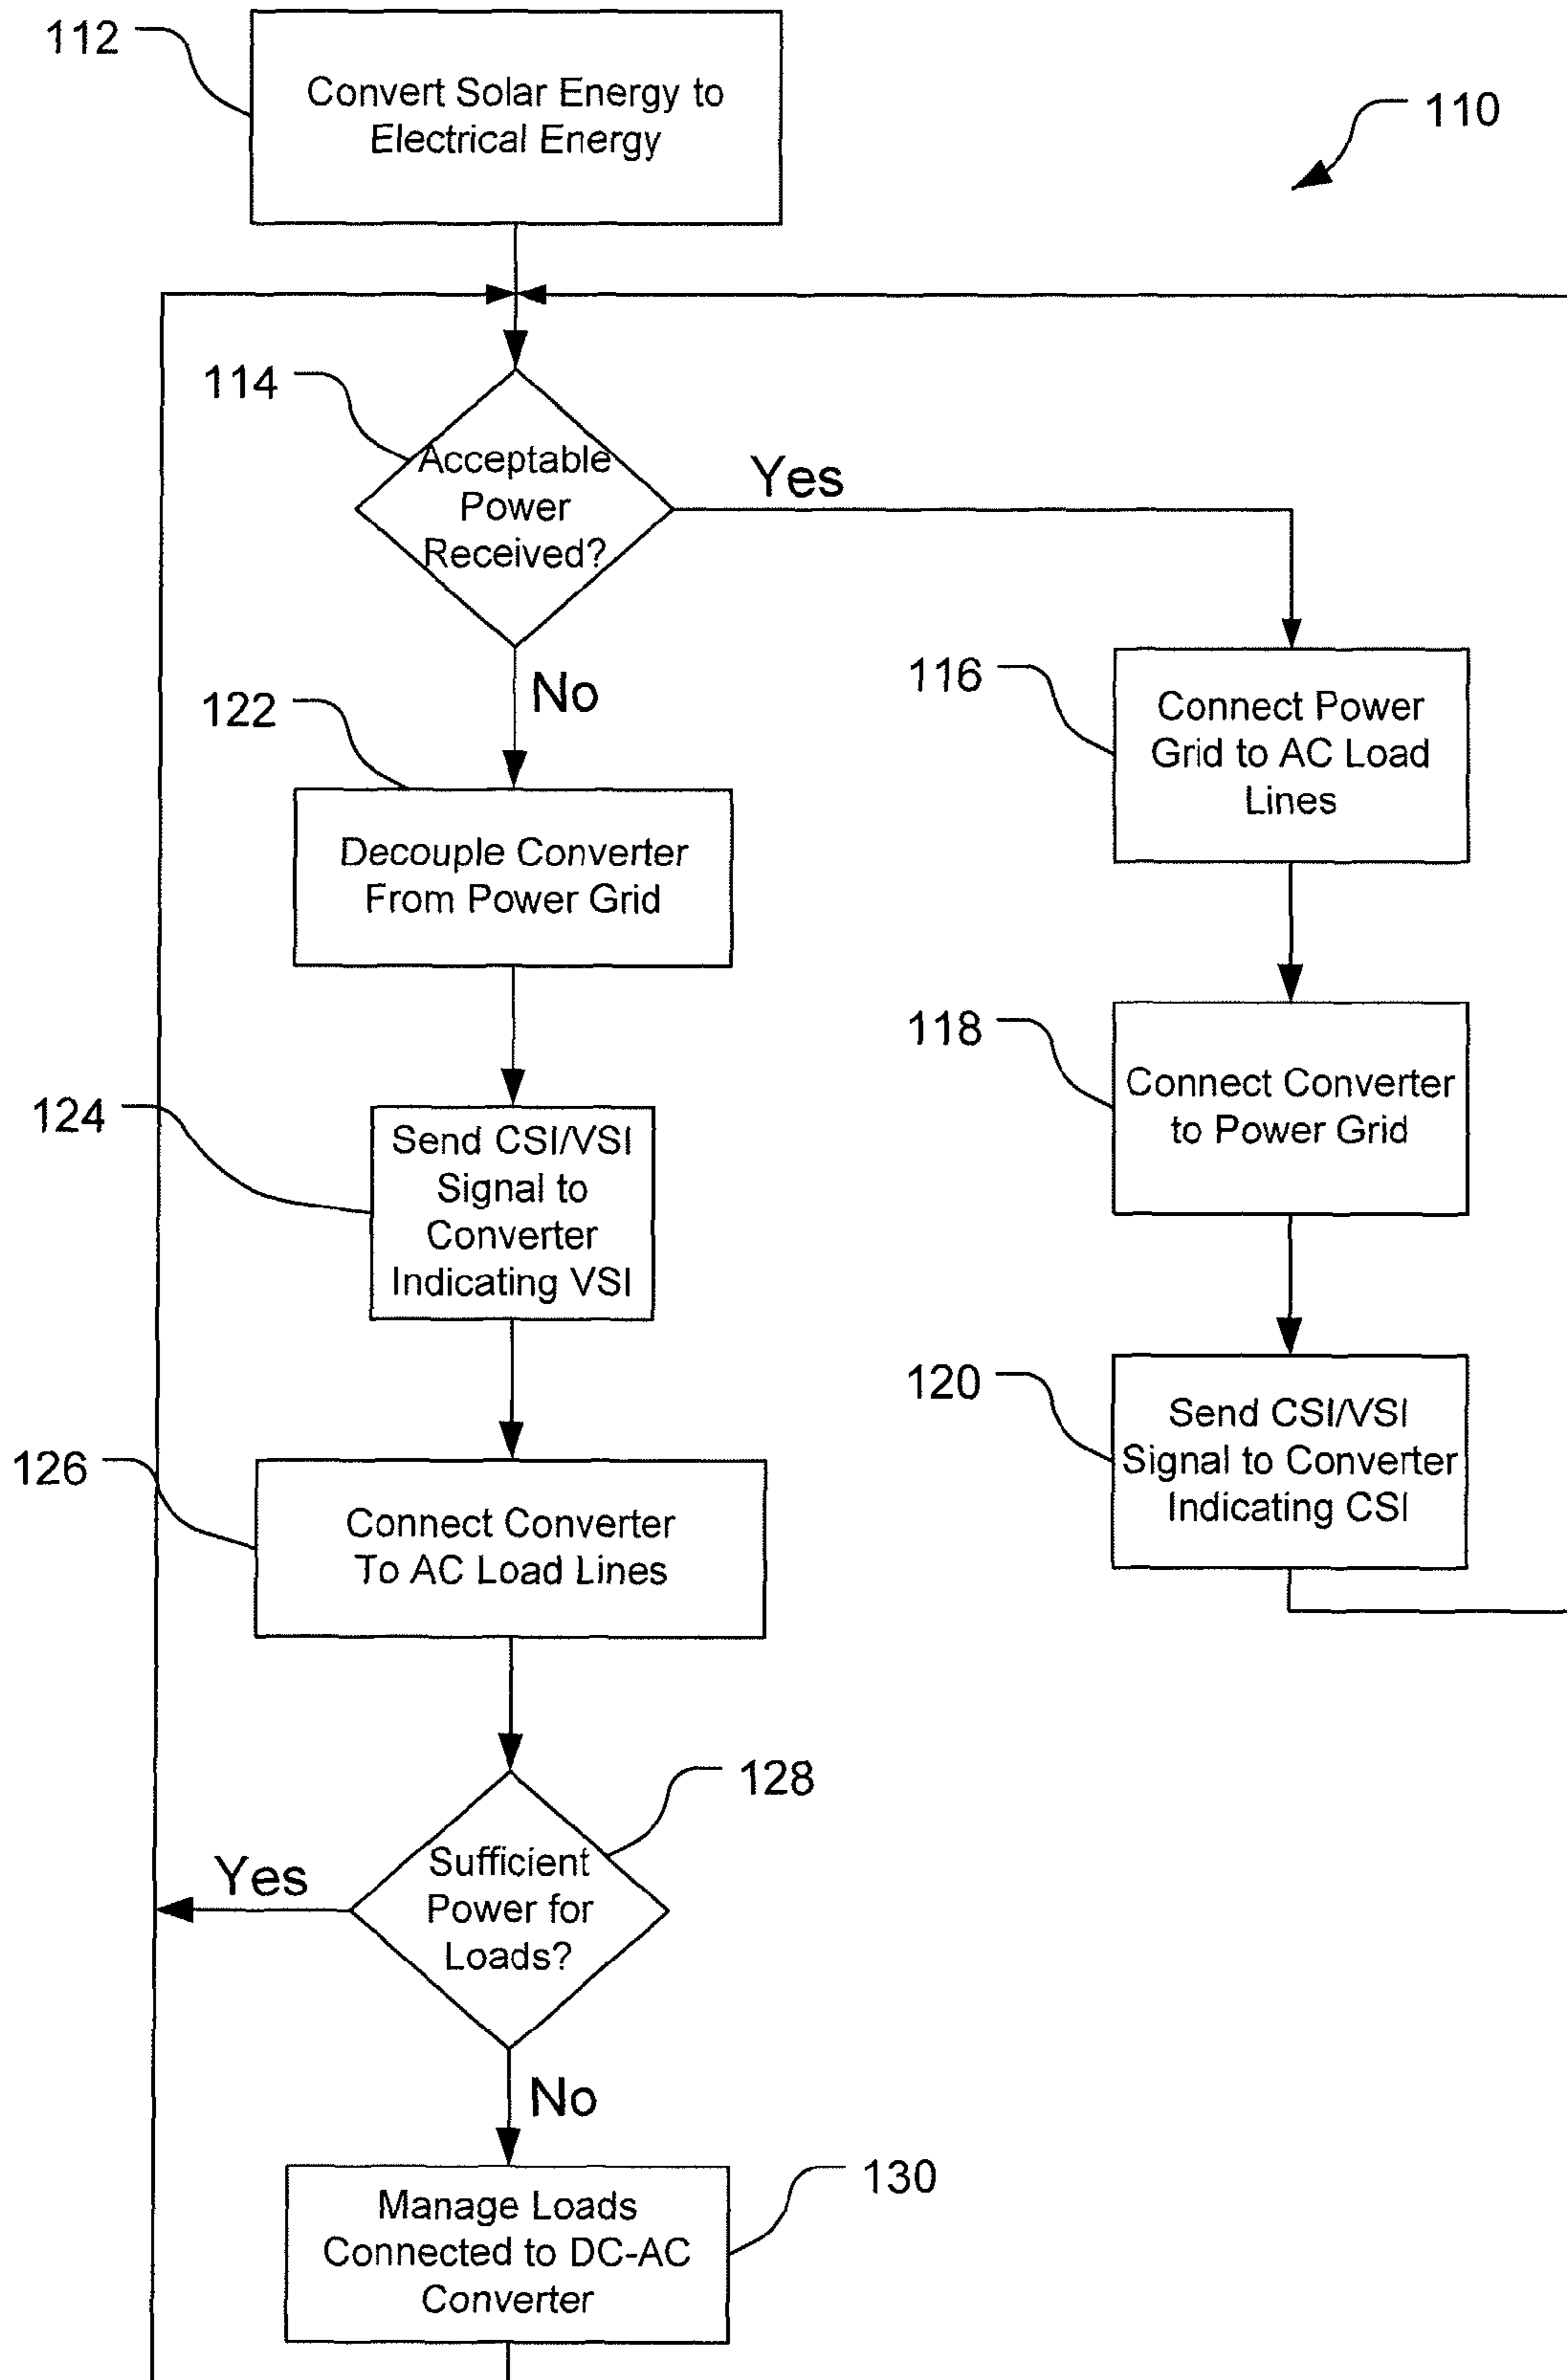 112
Convert Solar Energy to
Electrical Energy
110
114
Acceptable
Power
Received?
Yes
No
116
Connect Power
Grid to AC Load
Lines
122
Decouple Converter
From Power Grid
118
Connect Converter
to Power Grid
124
Send CSI/VSI
Signal to
Converter
Indicating VSI
120
Send CSI/VSI
Signal to Converter
Indicating CSI
126
Connect Converter
To AC Load Lines
128
Sufficient
Power for
Loads?
Yes
No
130
Manage Loads
Connected to DC-AC
Converter